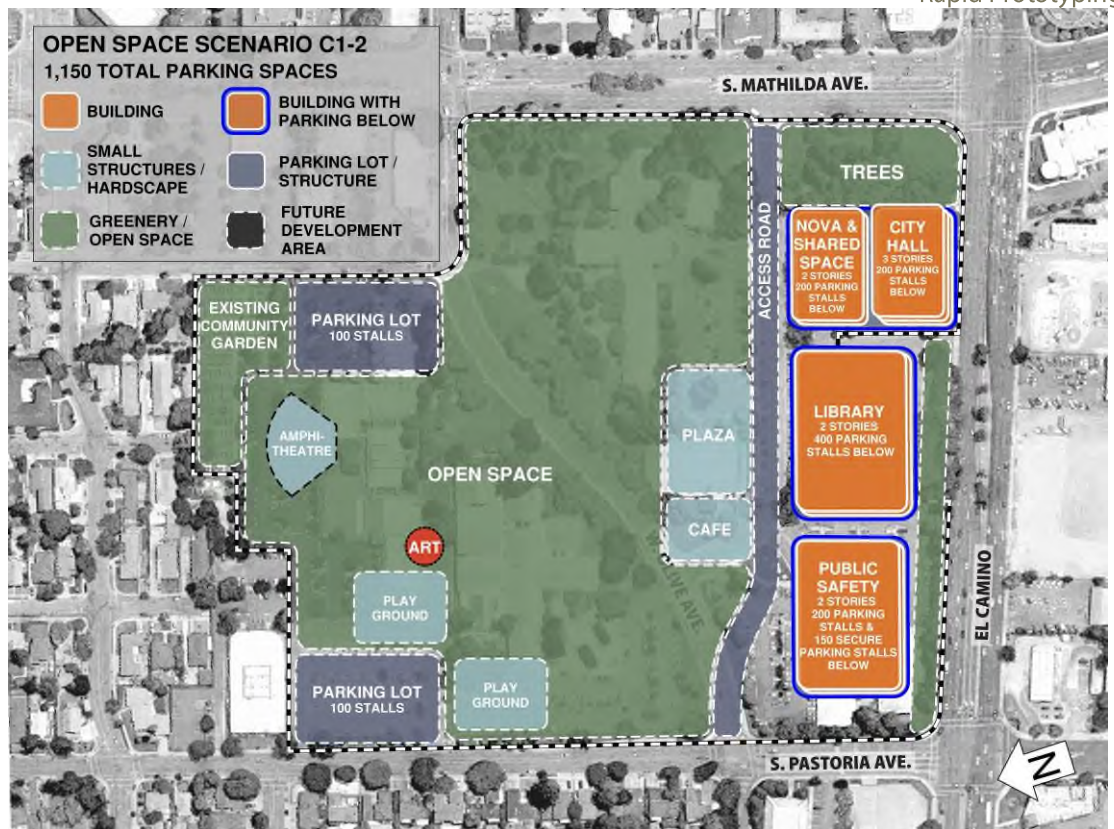 Rapid Prototyping
OPEN SPACE SCENARIO C1-2
1,150 TOTAL PARKING SPACES
BUILDING
BUILDING WITH
PARKING BELOW
SMALL
STRUCTURES /
HARDSCAPE
PARKING LOT /
STRUCTURE
GREENERY /
OPEN SPACE
FUTURE
DEVELOPMENT
AREA
S. MATHILDA AVE.
TREES
ACCESS ROAD
NOVA &
SHARED
SPACE
2 STORIES
200 PARKING
STALLS
BELOW
CITY
HALL
3 STORIES
200 PARKING
STALLS
BELOW
EXISTING
COMMUNITY
GARDEN
PARKING LOT
100 STALLS
AMPHI-
THEATRE
OPEN SPACE
PLAZA
CAFE
LIBRARY
2 STORIES
400 PARKING
STALLS BELOW
ART
PLAY
GROUND
PUBLIC
SAFETY
2 STORIES
200 PARKING
STALLS &
150 SECURE
PARKING STALLS
BELOW
EL CAMINO
PARKING LOT
100 STALLS
PLAY
GROUND
S. PASTORIA AVE.
N